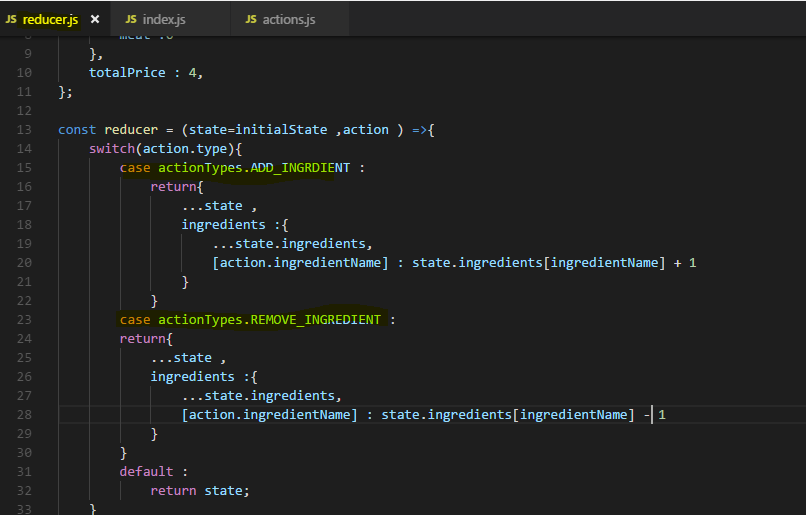 JS reducer.js × JS index.js JS actions.js
8 meat :0
9 },
10 totalPrice : 4,
11 };
12
13 const reducer = (state=initialState ,action ) =>{
14 switch(action.type){
15 case actionTypes.ADD_INGRDIENT :
16 return{
17 ...state ,
18 ingredients :{
19 ...state.ingredients,
20 [action.ingredientName] : state.ingredients[ingredientName] + 1
21 }
22 }
23 case actionTypes.REMOVE_INGREDIENT :
24 return{
25 ...state ,
26 ingredients :{
27 ...state.ingredients,
28 [action.ingredientName] : state.ingredients[ingredientName] - 1
29 }
30 }
31 default :
32 return state;
33 }